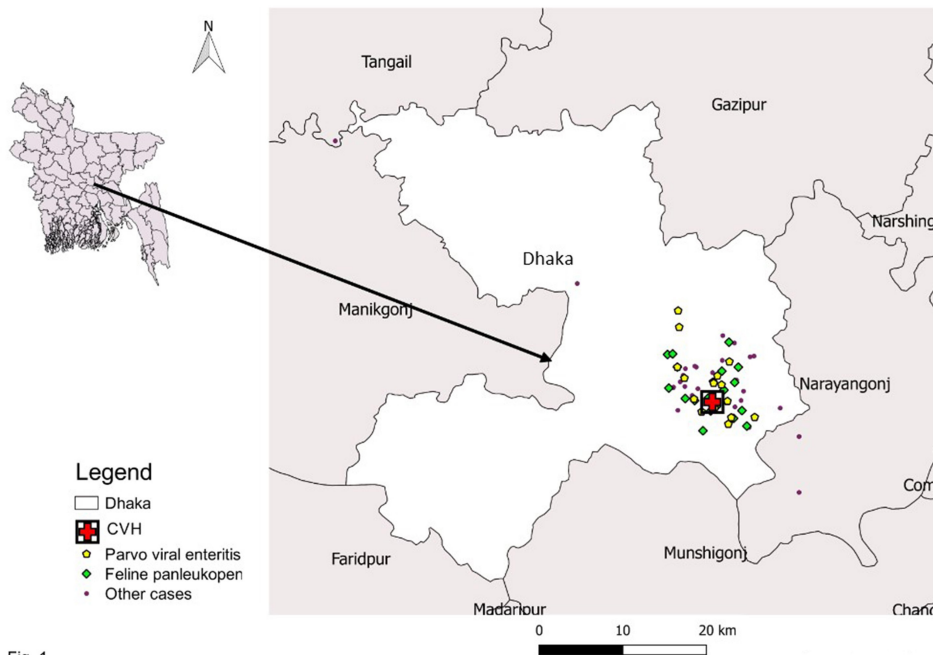 N
Tangail
Gazipur
Narshing
Dhaka
Manikgonj
Narayangonj
Legend
Dhaka
CVH
Parvo viral enteritis
Feline panleukopen
Other cases
Com
Faridpur
Munshigonj
Madaripur
Chand
0 10 20 km
Fig. 1